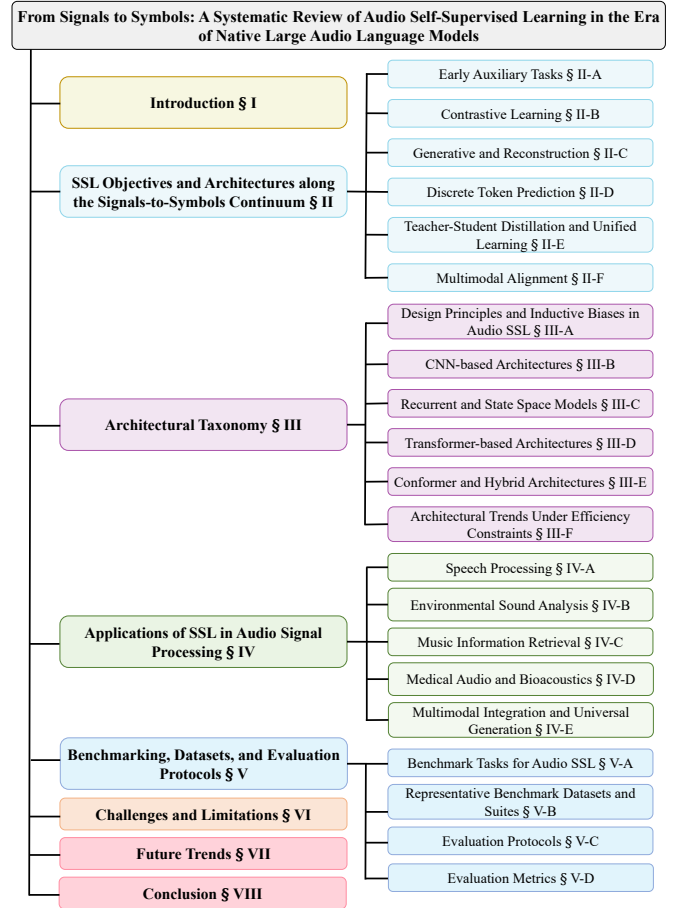 From Signals to Symbols: A Systematic Review of Audio Self-Supervised Learning in the Era
of Native Large Audio Language Models
Introduction § I
SSL Objectives and Architectures along
the Signals-to-Symbols Continuum § II
Early Auxiliary Tasks § II-A
Contrastive Learning § II-B
Generative and Reconstruction § II-C
Discrete Token Prediction § II-D
Teacher-Student Distillation and Unified
Learning § II-E
Multimodal Alignment § II-F
Architectural Taxonomy § III
Design Principles and Inductive Biases in
Audio SSL § III-A
CNN-based Architectures § III-B
Recurrent and State Space Models § III-C
Transformer-based Architectures § III-D
Conformer and Hybrid Architectures § III-E
Architectural Trends Under Efficiency
Constraints § III-F
Applications of SSL in Audio Signal
Processing § IV
Speech Processing § IV-A
Environmental Sound Analysis § IV-B
Music Information Retrieval § IV-C
Medical Audio and Bioacoustics § IV-D
Multimodal Integration and Universal
Generation § IV-E
Benchmarking, Datasets, and Evaluation
Protocols § V
Benchmark Tasks for Audio SSL § V-A
Representative Benchmark Datasets and
Suites § V-B
Evaluation Protocols § V-C
Evaluation Metrics § V-D
Challenges and Limitations § VI
Future Trends § VII
Conclusion § VIII